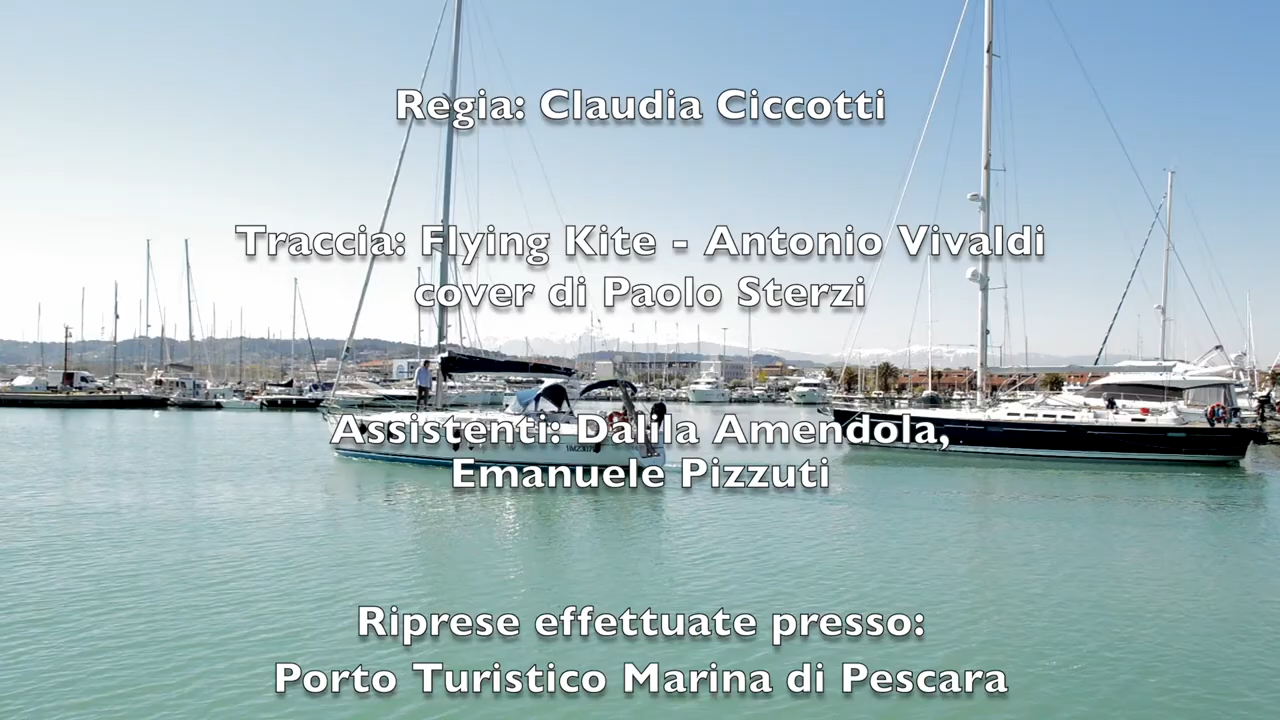 Regia: Claudia Ciccotti
Traccia: Flying Kite - Antonio Vivaldi
cover di Paolo Sterzi
Assistenti: Dalila Amendola,
Emanuele Pizzuti
Riprese effettuate presso:
Porto Turistico Marina di Pescara